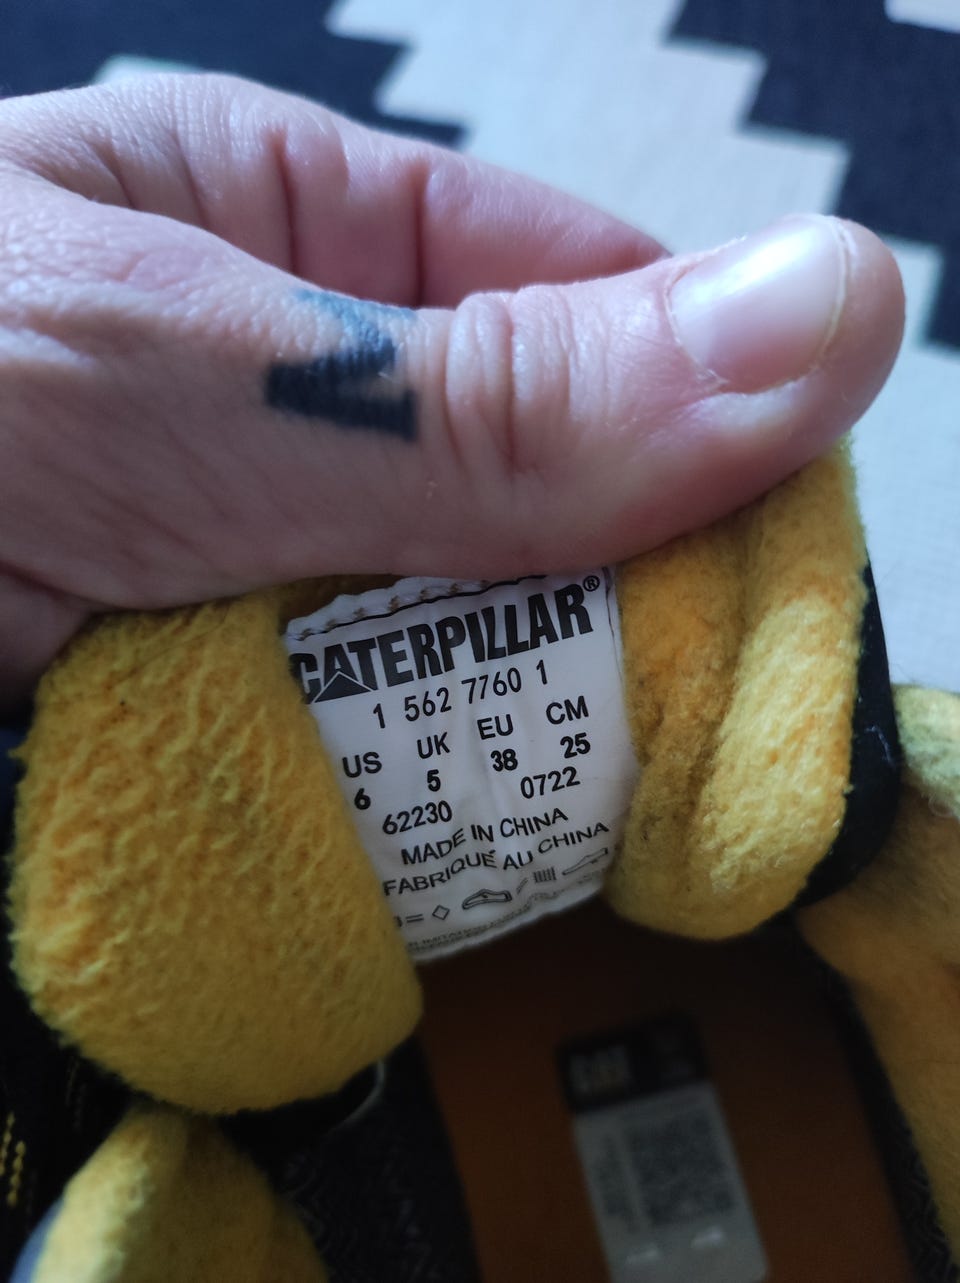 CATERPILLAR®
1 562 7760 1
US UK EU CM
6 5 38 25
62230 0722
MADE IN CHINA
FABRIQUE AU CHINA